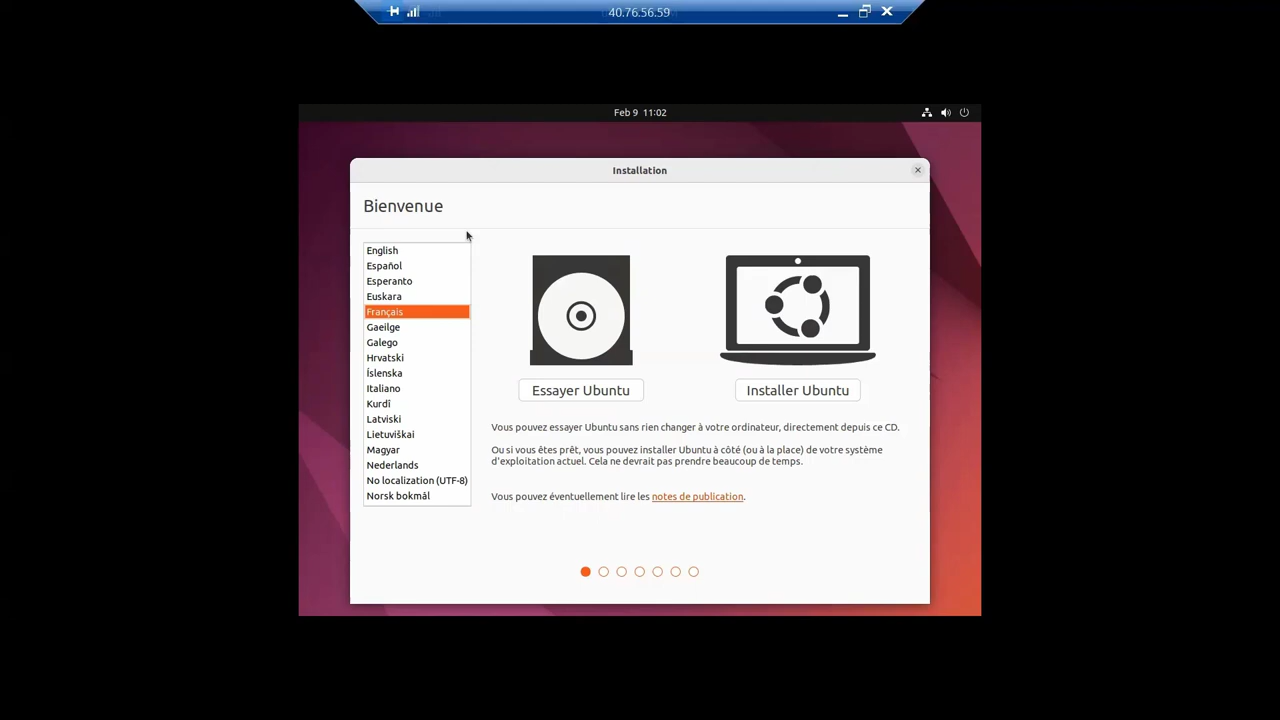 40.76.56.59
Feb 9 11:02
Installation
Bienvenue
English
Español
Esperanto
Euskara
Français
Gaeilge
Galego
Hrvatski
Íslenska
Italiano
Kurdî
Latviski
Lietuviškai
Magyar
Nederlands
No localization (UTF-8)
Norsk bokmål
Essayer Ubuntu
Installer Ubuntu
Vous pouvez essayer Ubuntu sans rien changer à votre ordinateur, directement depuis ce CD.
Ou si vous êtes prêt, vous pouvez installer Ubuntu à côté (ou à la place) de votre système
d'exploitation actuel. Cela ne devrait pas prendre beaucoup de temps.
Vous pouvez éventuellement lire les notes de publication.